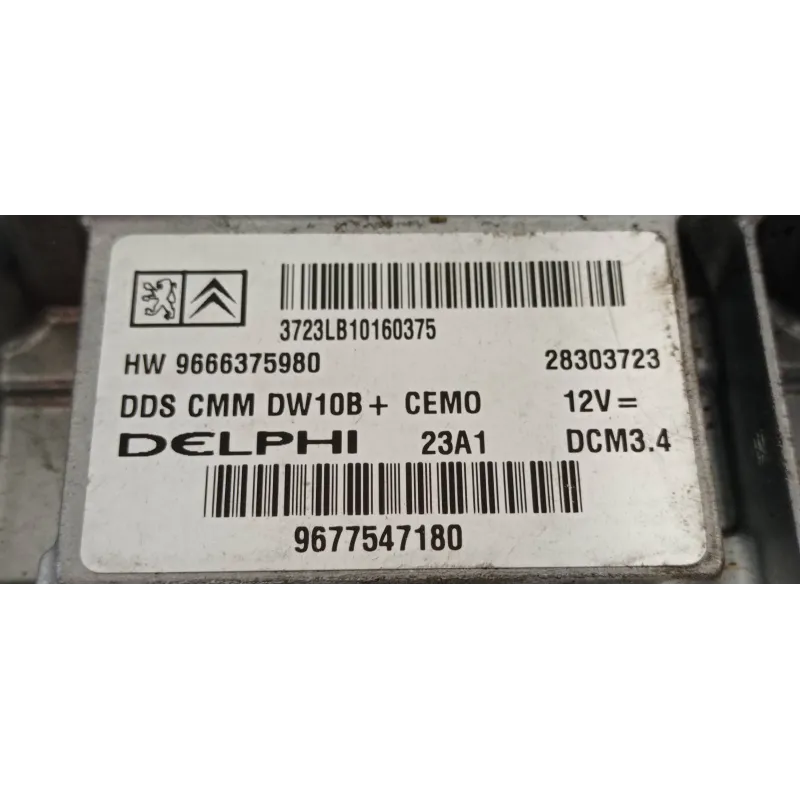 3723LB10160375
HW 9666375980 28303723
DDS CMM DW10B+ CEMO 12V=
DELPHI 23A1 DCM3.4
9677547180